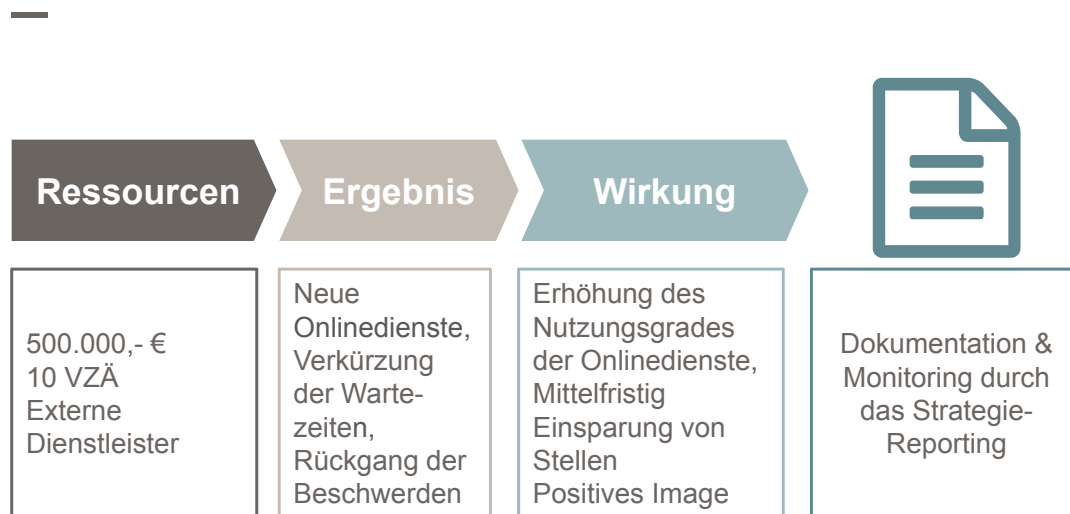 Ressourcen
Ergebnis
Wirkung
500.000,- €
10 VZÄ
Externe
Dienstleister
Neue
Onlinedienste,
Verkürzung
der Warte-
zeiten,
Rückgang der
Beschwerden
Erhöhung des
Nutzungsgrades
der Onlinedienste,
Mittelfristig
Einsparung von
Stellen
Positives Image
Dokumentation &
Monitoring durch
das Strategie-
Reporting